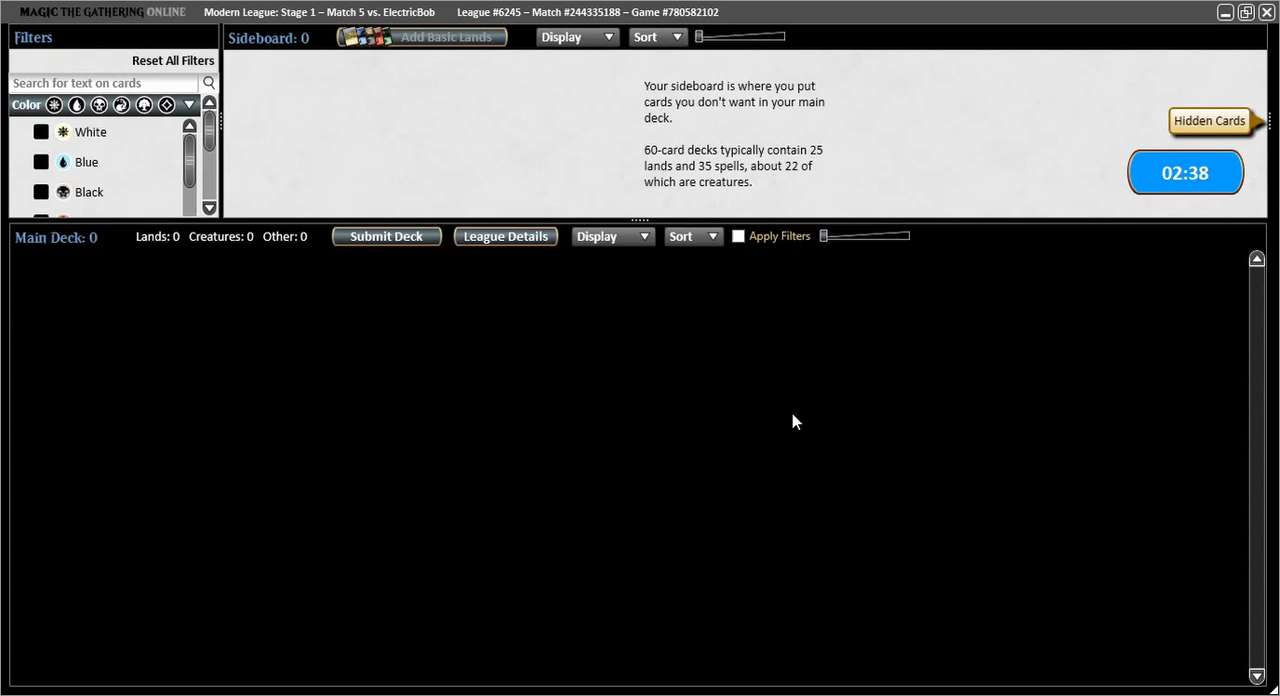 MAGIC THE GATHERING ONLINE Modern League: Stage 1 – Match 5 vs. ElectricBob League #6245 – Match #244335188 – Game #780582102
Filters
Sideboard: 0 Add Basic Lands Display Sort
Reset All Filters
Search for text on cards
Color
White
Blue
Black
Your sideboard is where you put
cards you don't want in your main
deck.
60-card decks typically contain 25
lands and 35 spells, about 22 of
which are creatures.
Hidden Cards
02:38
Main Deck: 0 Lands: 0 Creatures: 0 Other: 0 Submit Deck League Details Display Sort Apply Filters